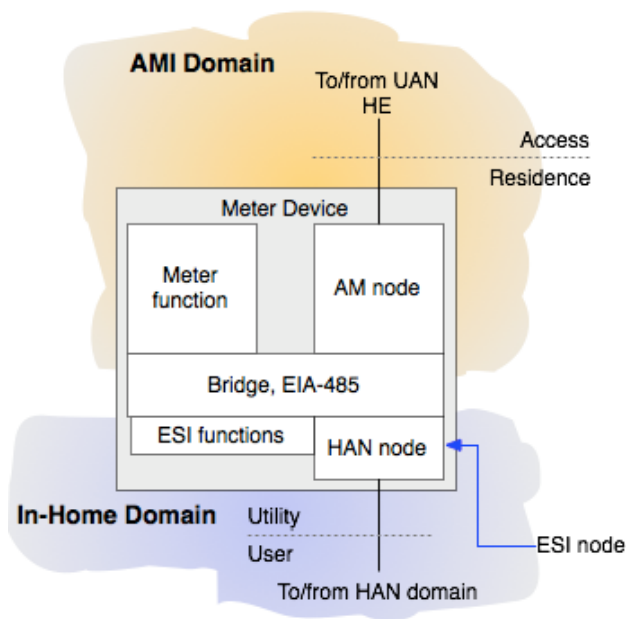 AMI Domain
To/from UAN
HE
Access
Residence
Meter Device
Meter
function
AM node
Bridge, EIA-485
ESI functions
HAN node
In-Home Domain
Utility
User
ESI node
To/from HAN domain